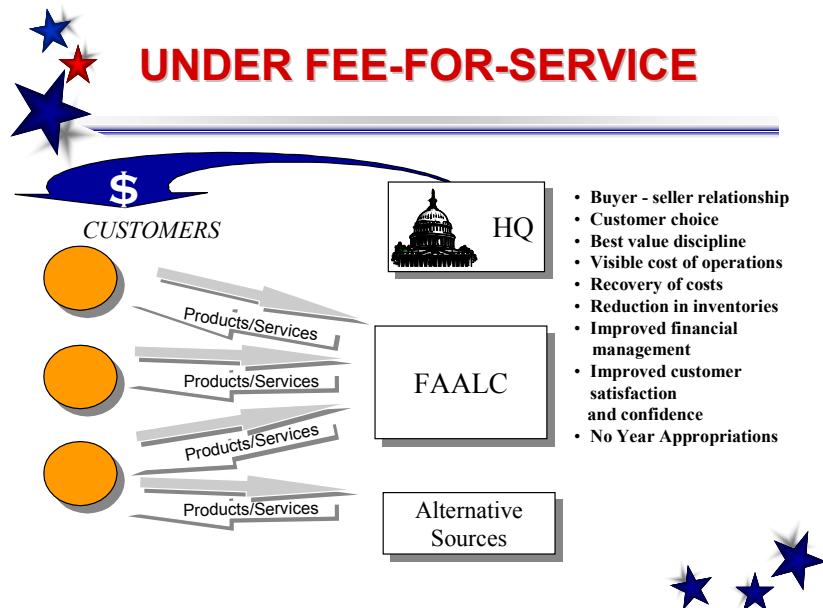 UNDER FEE-FOR-SERVICE
$
CUSTOMERS
HQ
Products/Services
Products/Services
Products/Services
Products/Services
FAALC
Alternative
Sources
• Buyer - seller relationship
• Customer choice
• Best value discipline
• Visible cost of operations
• Recovery of costs
• Reduction in inventories
• Improved financial
management
• Improved customer
satisfaction
and confidence
• No Year Appropriations